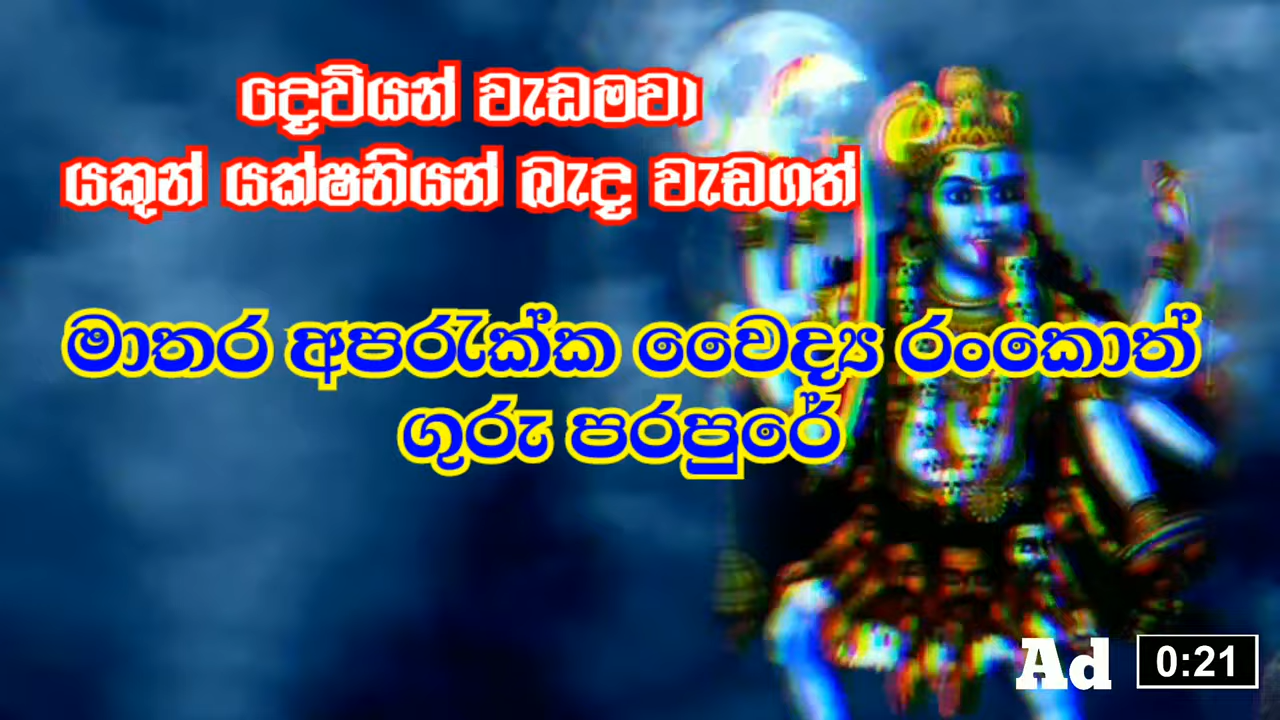 දෙවියන් වැඩමවා
යකුන් යක්ෂනියන් බැඳ වැඩගත්
මාතර අපරැක්ක වෛද්‍ය රංකොත්
ගුරු පරපුරේ
Ad 0:21